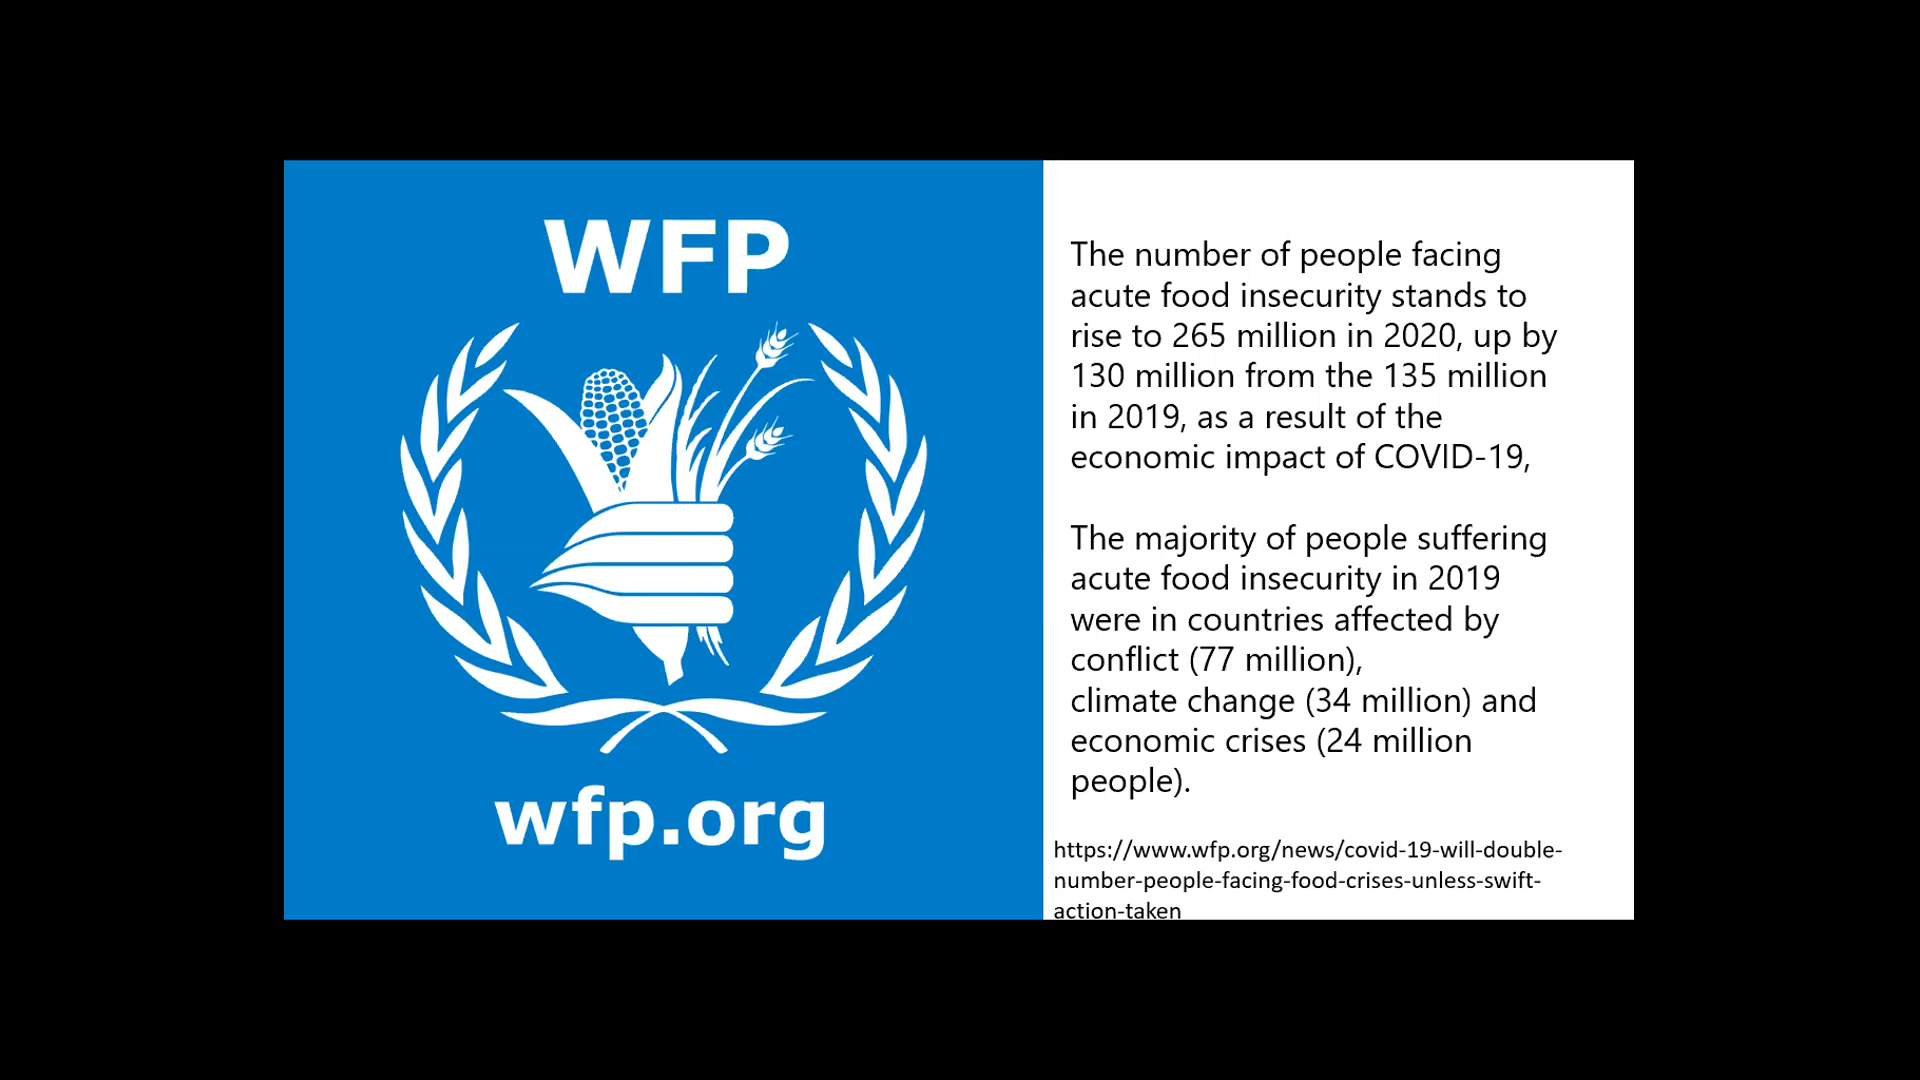 WFP
wfp.org
The number of people facing
acute food insecurity stands to
rise to 265 million in 2020, up by
130 million from the 135 million
in 2019, as a result of the
economic impact of COVID-19,
The majority of people suffering
acute food insecurity in 2019
were in countries affected by
conflict (77 million),
climate change (34 million) and
economic crises (24 million
people).
https://www.wfp.org/news/covid-19-will-double-
number-people-facing-food-crises-unless-swift-
action-taken